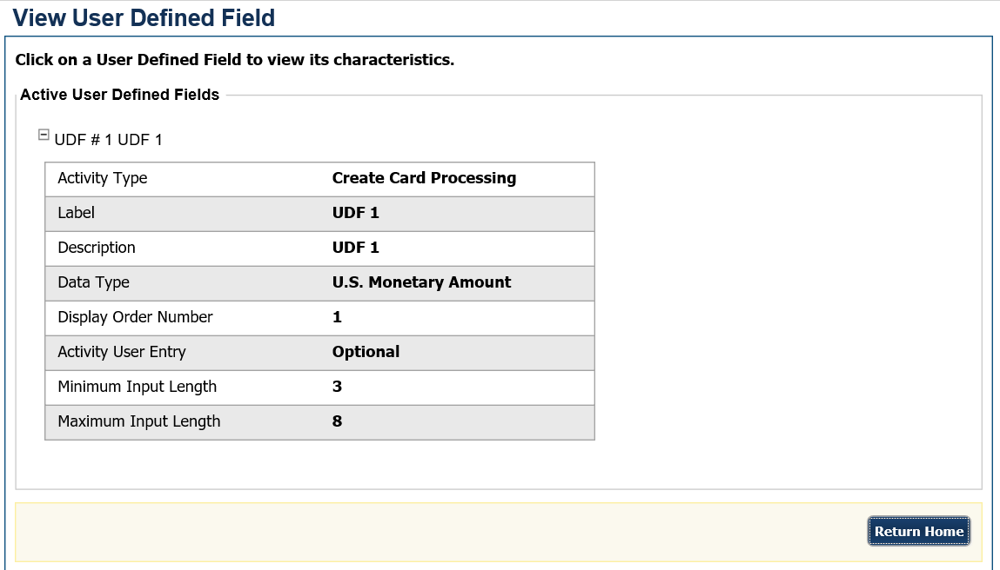 View User Defined Field
Click on a User Defined Field to view its characteristics.
Active User Defined Fields
UDF # 1 UDF 1
Activity Type Create Card Processing
Label UDF 1
Description UDF 1
Data Type U.S. Monetary Amount
Display Order Number 1
Activity User Entry Optional
Minimum Input Length 3
Maximum Input Length 8
Return Home